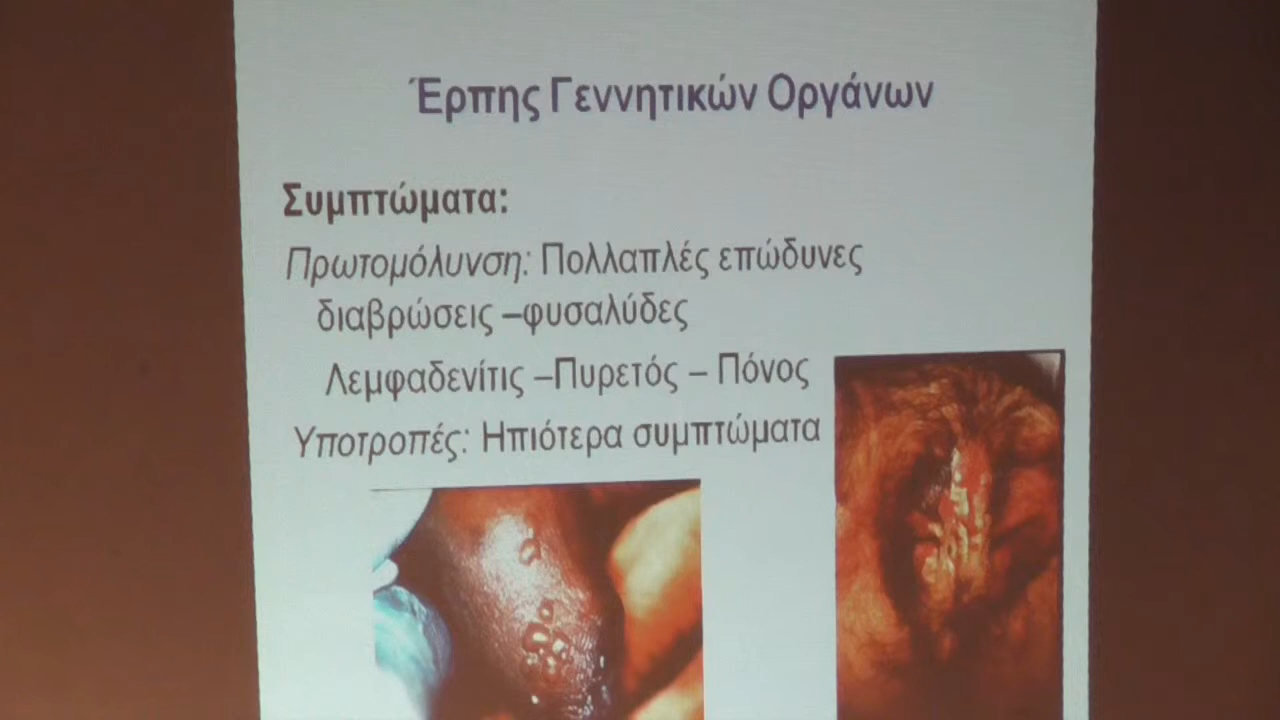 Έρπης Γεννητικών Οργάνων
Συμπτώματα:
Πρωτομόλυνση: Πολλαπλές επώδυνες
διαβρώσεις –φυσαλύδες
Λεμφαδενίτις –Πυρετός – Πόνος
Υποτροπές: Ηπιότερα συμπτώματα